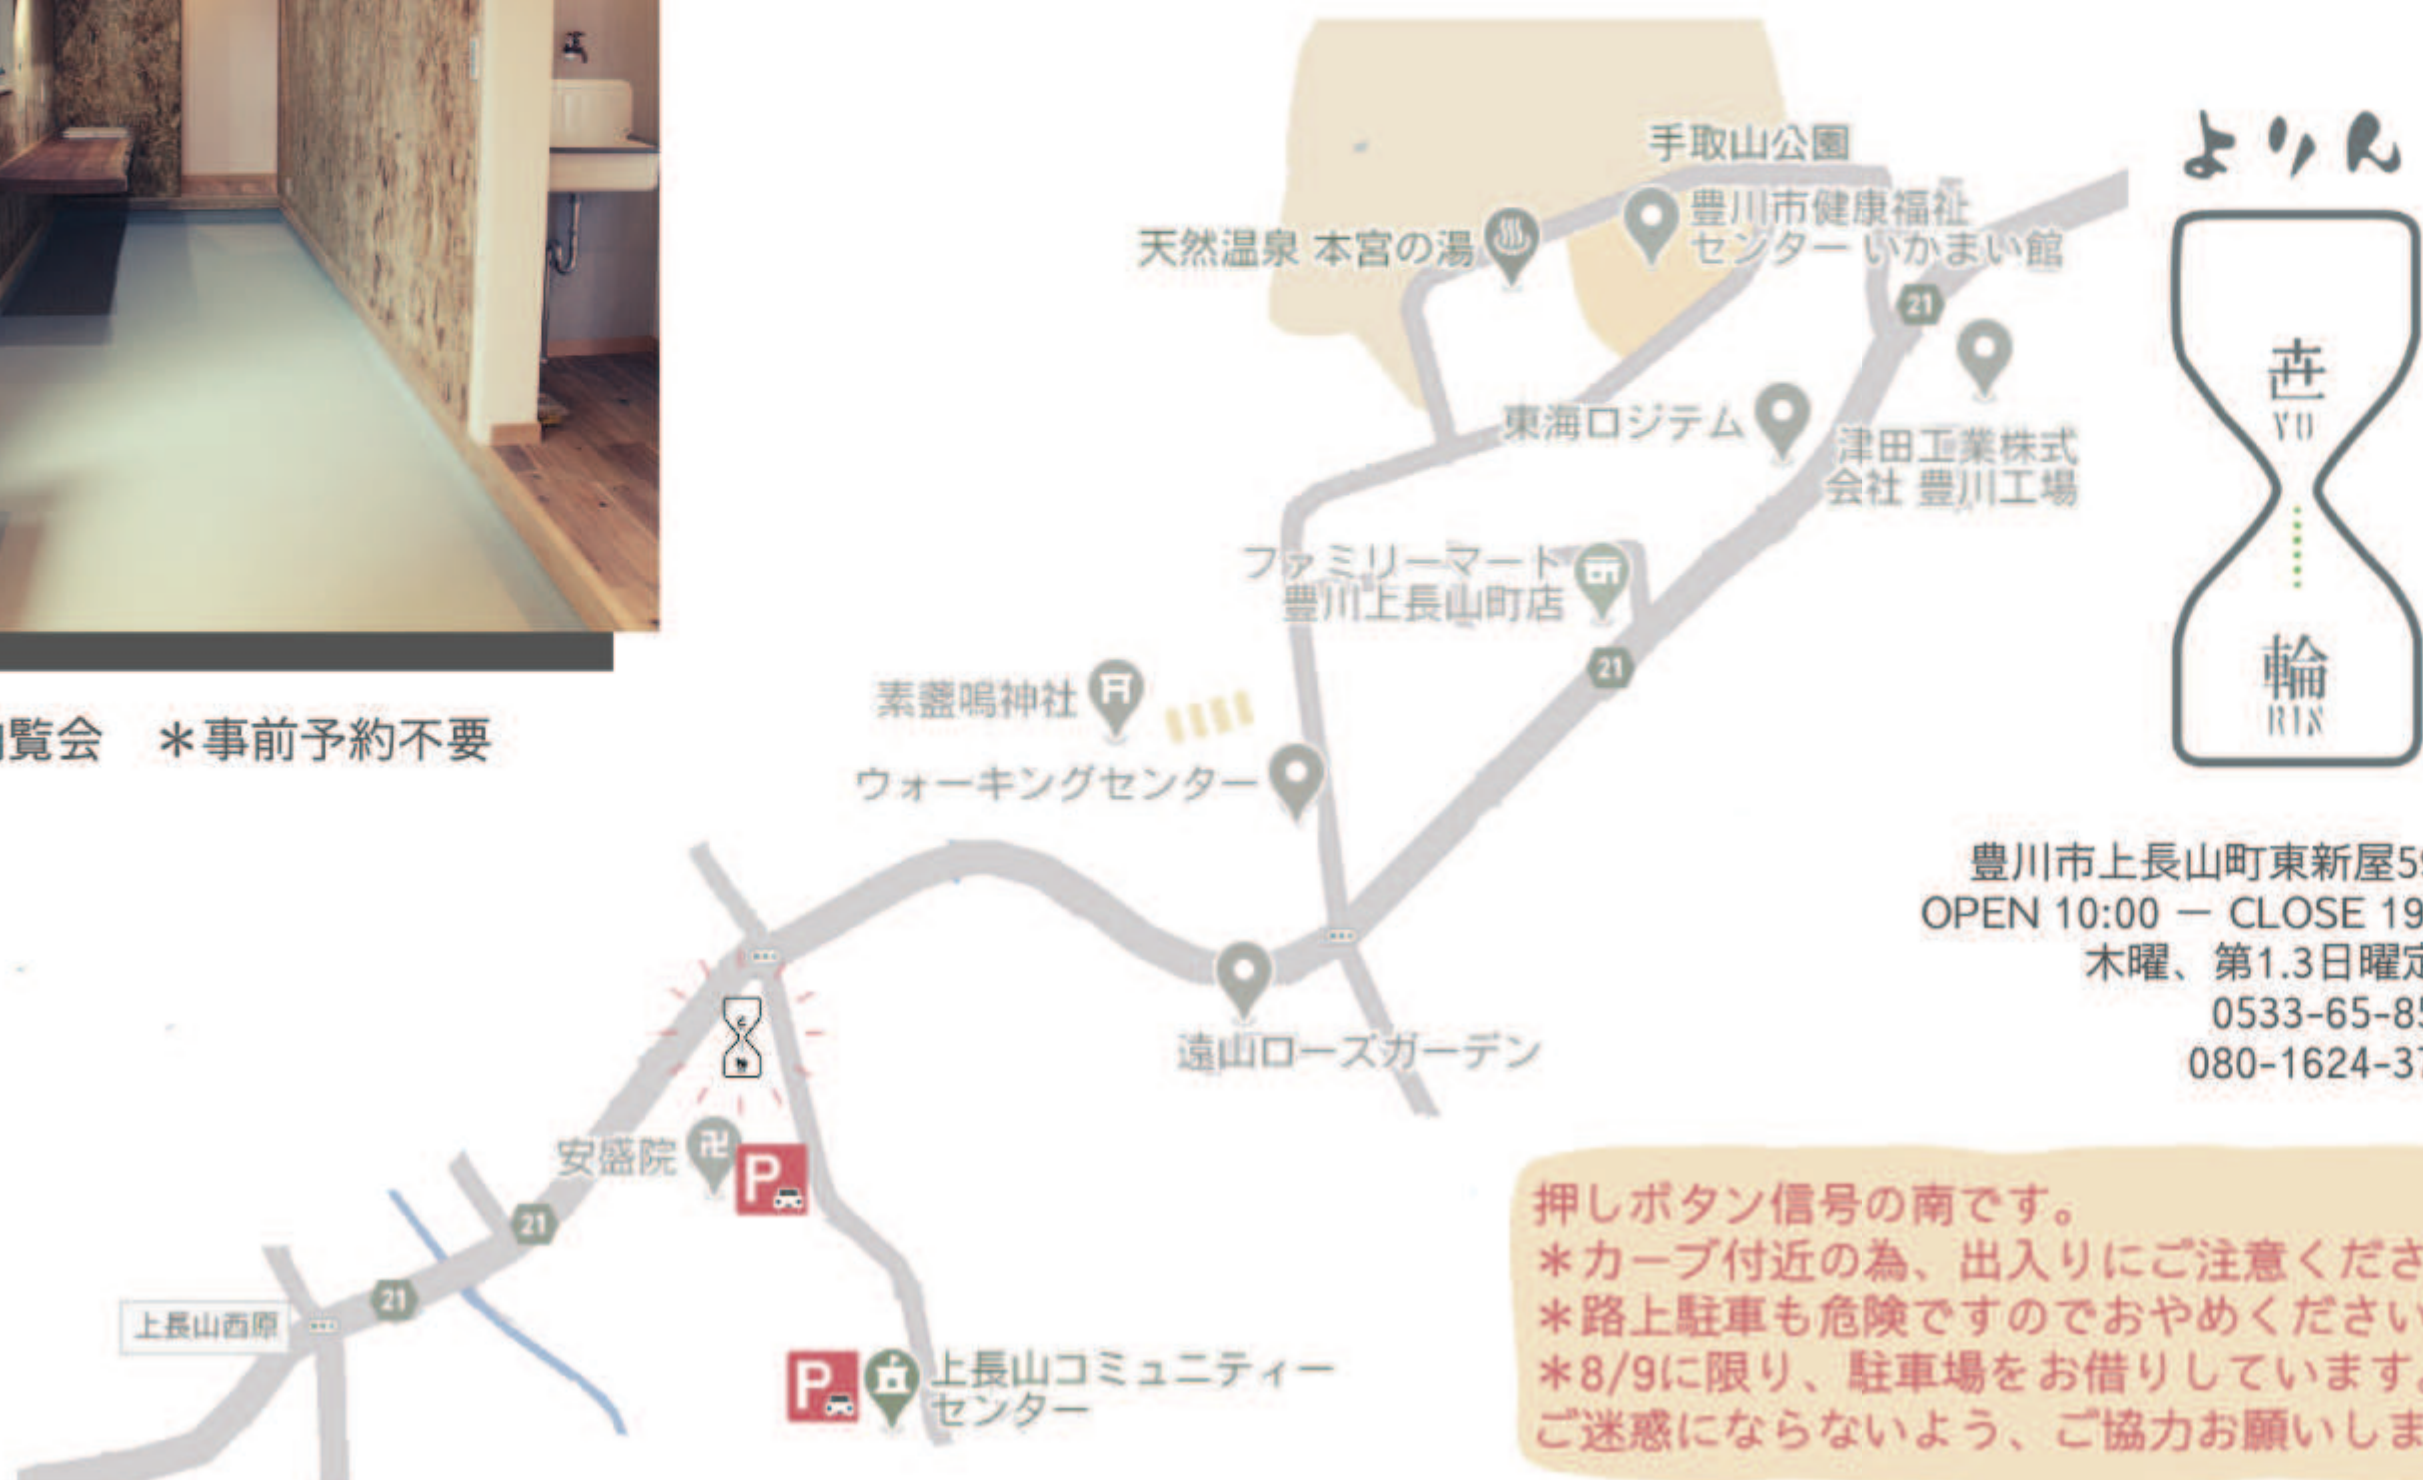 覧会 ＊事前予約不要
手取山公園
豊川市健康福祉
センター いかまい館
天然温泉 本宮の湯
21
東海ロジテム
津田工業株式
会社 豊川工場
ファミリーマート
豊川上長山町店
21
素盞嗚神社
ウォーキングセンター
遠山ローズガーデン
安盛院
P
21
21
上長山西原
P
上長山コミュニティー
センター
よりん
YU
輪
RIN
豊川市上長山町東新屋
OPEN 10:00 － CLOSE 19
木曜、第1.3日曜定
0533-65-8
080-1624-3
押しボタン信号の南です。
＊カーブ付近の為、出入りにご注意くださ
＊路上駐車も危険ですのでおやめください
＊8/9に限り、駐車場をお借りしています。
ご迷惑にならないよう、ご協力お願いしま